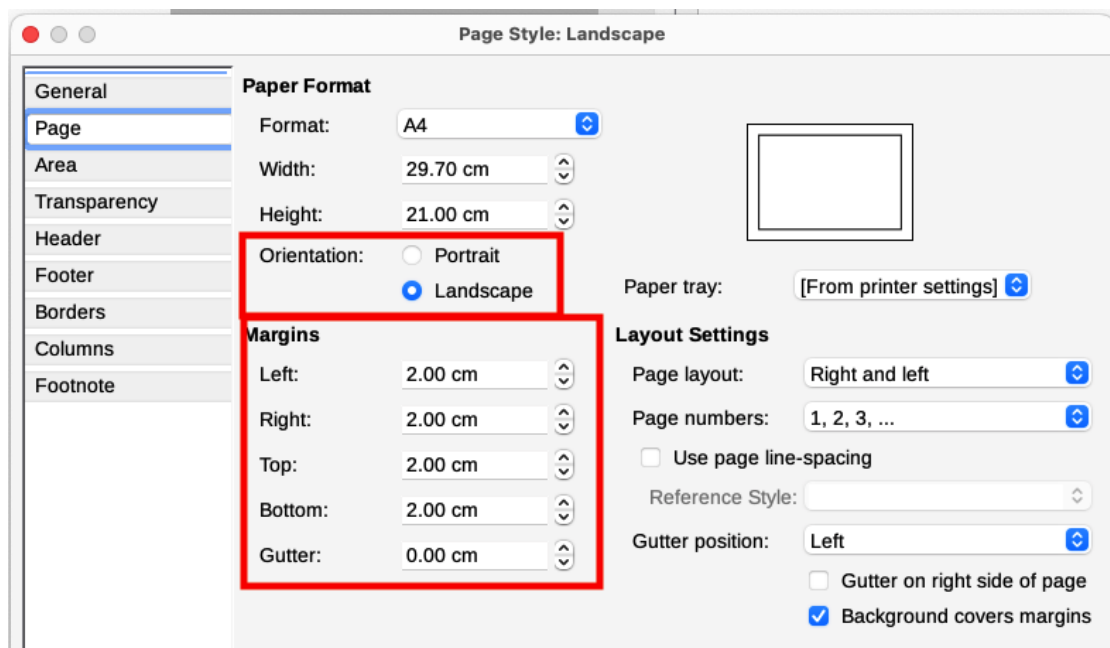 Page Style: Landscape
General
Page
Area
Transparency
Header
Footer
Borders
Columns
Footnote
Paper Format
Format: A4
Width: 29.70 cm
Height: 21.00 cm
Orientation: Portrait
Landscape
Paper tray: [From printer settings]
Margins
Left: 2.00 cm
Right: 2.00 cm
Top: 2.00 cm
Bottom: 2.00 cm
Gutter: 0.00 cm
Layout Settings
Page layout: Right and left
Page numbers: 1, 2, 3, ...
Use page line-spacing
Reference Style:
Gutter position: Left
Gutter on right side of page
Background covers margins